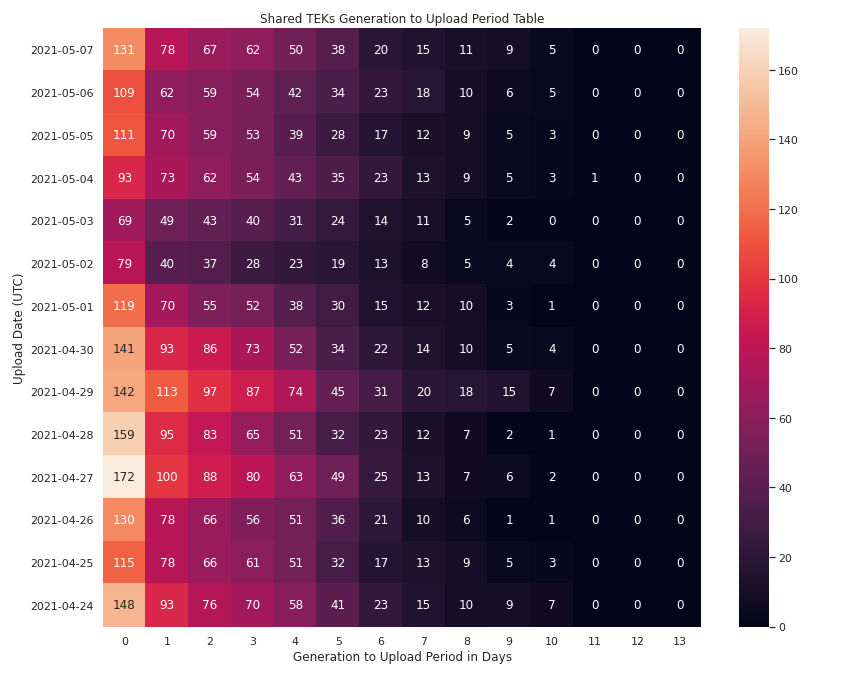 Shared TEKs Generation to Upload Period Table
2021-05-07 131 78 67 62 50 38 20 15 11 9 5 0 0 0
2021-05-06 109 62 59 54 42 34 23 18 10 6 5 0 0 0
2021-05-05 111 70 59 53 39 28 17 12 9 5 3 0 0 0
2021-05-04 93 73 62 54 43 35 23 13 9 5 3 1 0 0
2021-05-03 69 49 43 40 31 24 14 11 5 2 0 0 0 0
2021-05-02 79 40 37 28 23 19 13 8 5 4 4 0 0 0
2021-05-01 119 70 55 52 38 30 15 12 10 3 1 0 0 0
2021-04-30 141 93 86 73 52 34 22 14 10 5 4 0 0 0
2021-04-29 142 113 97 87 74 45 31 20 18 15 7 0 0 0
2021-04-28 159 95 83 65 51 32 23 12 7 2 1 0 0 0
2021-04-27 172 100 88 80 63 49 25 13 7 6 2 0 0 0
2021-04-26 130 78 66 56 51 36 21 10 6 1 1 0 0 0
2021-04-25 115 78 66 61 51 32 17 13 9 5 3 0 0 0
2021-04-24 148 93 76 70 58 41 23 15 10 9 7 0 0 0
0 1 2 3 4 5 6 7 8 9 10 11 12 13
Generation to Upload Period in Days
Upload Date (UTC)
160
140
120
100
80
60
40
20
0